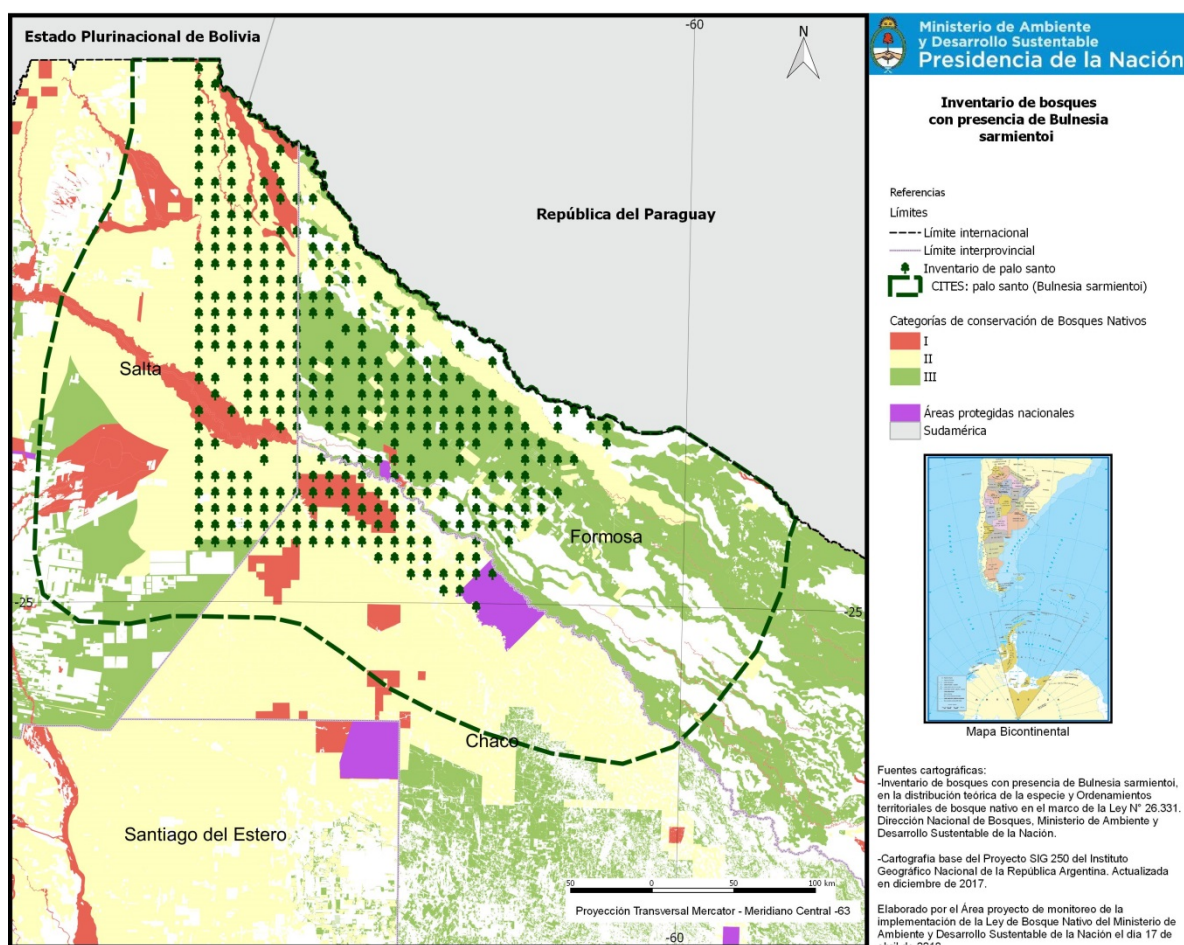 Estado Plurinacional de Bolivia
-60
N
República del Paraguay
Salta
Formosa
-25
-25
Chaco
Santiago del Estero
50 0 50 100 km
Proyección Transversal Mercator - Meridiano Central -63
-60
Ministerio de Ambiente
y Desarrollo Sustentable
Presidencia de la Nación
Inventario de bosques
con presencia de Bulnesia
sarmientoi
Referencias
Límites
Límite internacional
Límite interprovincial
Inventario de palo santo
CITES: palo santo (Bulnesia sarmientoi)
Categorías de conservación de Bosques Nativos
I
II
III
Áreas protegidas nacionales
Sudamérica
Mapa Bicontinental
Fuentes cartográficas:
-Inventario de bosques con presencia de Bulnesia sarmientoi,
en la distribución teórica de la especie y Ordenamientos
territoriales de bosque nativo en el marco de la Ley N° 26.331.
Dirección Nacional de Bosques, Ministerio de Ambiente y
Desarrollo Sustentable de la Nación.
-Cartografía base del Proyecto SIG 250 del Instituto
Geográfico Nacional de la República Argentina. Actualizada
en diciembre de 2017.
Elaborado por el Área proyecto de monitoreo de la
implementación de la Ley de Bosque Nativo del Ministerio de
Ambiente y Desarrollo Sustentable de la Nación el día 17 de